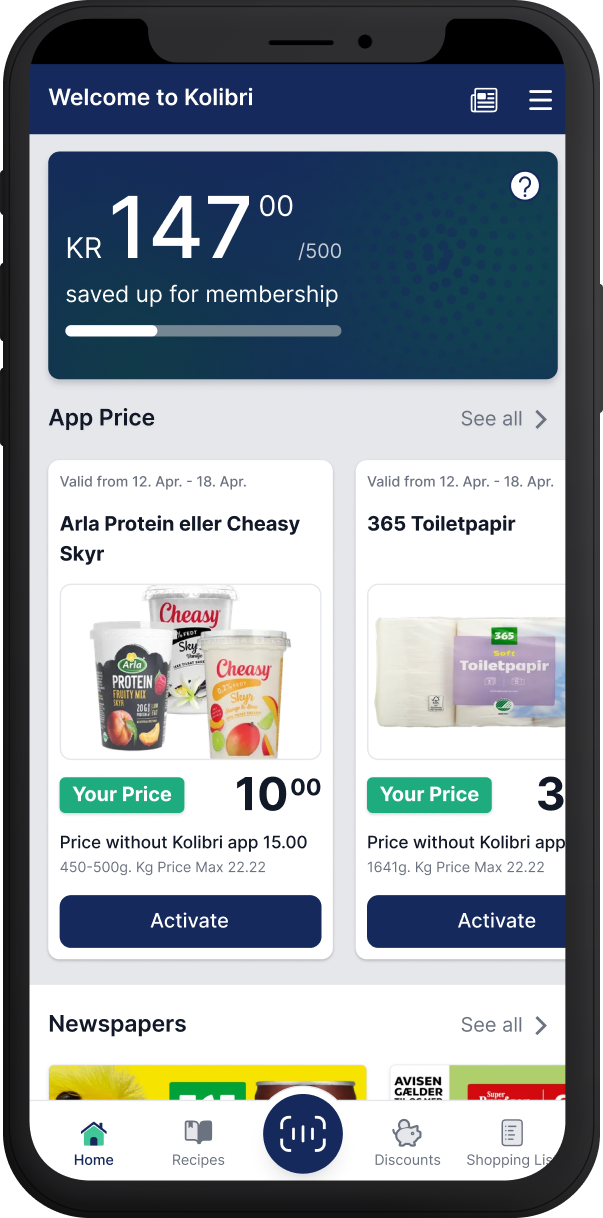 Welcome to Kolibri
KR 147 00
/500
saved up for membership
App Price
See all
Valid from 12. Apr. - 18. Apr.
Arla Protein eller Cheasy
Skyr
Cheasy
Skyr
Arla
PROTEIN
FRUITY MIX
SKYR
20G
Cheasy
Skyr
Your Price
10 00
Price without Kolibri app 15.00
450-500g. Kg Price Max 22.22
Activate
Valid from 12. Apr. - 18. Apr.
365 Toiletpapir
365
Soft
Toiletpapir
Your Price
3
Price without Kolibri app
1641g. Kg Price Max 22.22
Activate
Newspapers
See all
AVISEN
GÆLDER
Super
Home
Recipes
Discounts
Shopping Lis